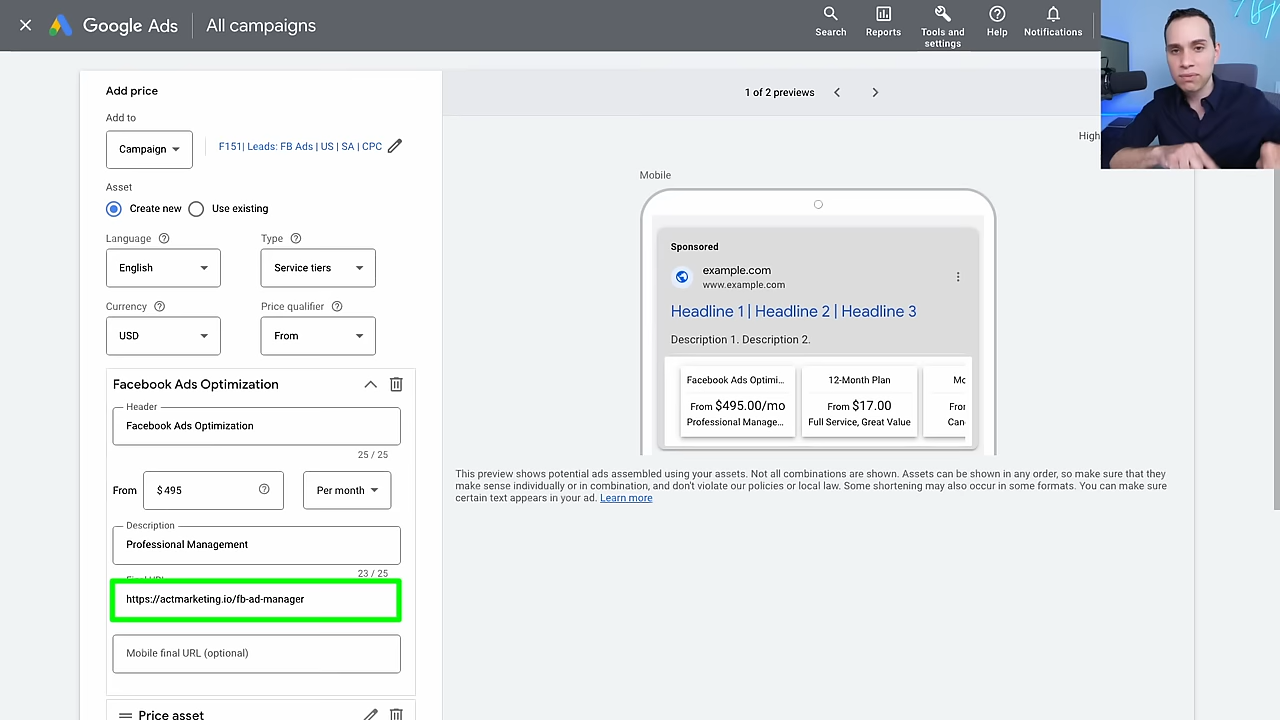 Google Ads
All campaigns
Search
Reports
Tools and settings
Help
Notifications
Add price
Add to
Campaign
F151| Leads: FB Ads | US | SA | CPC
Asset
Create new
Use existing
Language
Type
English
Service tiers
Currency
Price qualifier
USD
From
Facebook Ads Optimization
Header
Facebook Ads Optimization
25 / 25
From
$ 495
Per month
Description
Professional Management
23 / 25
Final URL
https://actmarketing.io/fb-ad-manager
Mobile final URL (optional)
Price asset
1 of 2 previews
High
Mobile
Sponsored
example.com
www.example.com
Headline 1 | Headline 2 | Headline 3
Description 1. Description 2.
Facebook Ads Optimi...
From $495.00/mo
Professional Manage...
12-Month Plan
From $17.00
Full Service, Great Value
Mc
Fror
Can
This preview shows potential ads assembled using your assets. Not all combinations are shown. Assets can be shown in any order, so make sure that they
make sense individually or in combination, and don't violate our policies or local law. Some shortening may also occur in some formats. You can make sure
certain text appears in your ad. Learn more